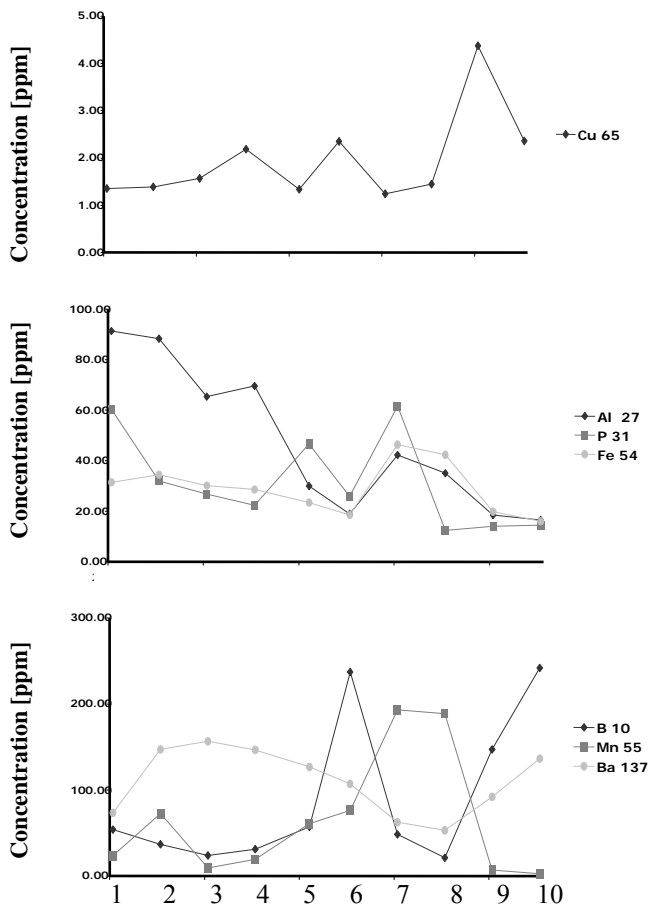 Concentration [ppm]
5.00
4.00
3.00
2.00
1.00
0.00
Cu 65
Concentration [ppm]
100.00
80.00
60.00
40.00
20.00
0.00
Al 27
P 31
Fe 54
Concentration [ppm]
300.00
200.00
100.00
0.00
B 10
Mn 55
Ba 137
1 2 3 4 5 6 7 8 9 10